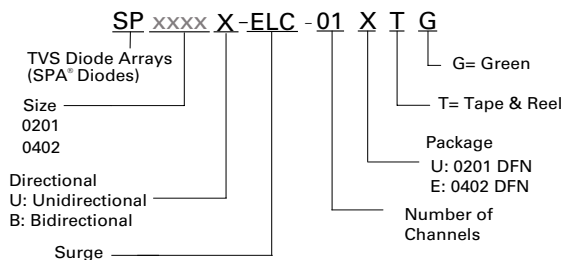 SP xxxx X - ELC - 01 X T G
TVS Diode Arrays
(SPA® Diodes)
G= Green
Size
0201
0402
T= Tape & Reel
Package
U: 0201 DFN
E: 0402 DFN
Directional
U: Unidirectional
B: Bidirectional
Number of
Channels
Surge